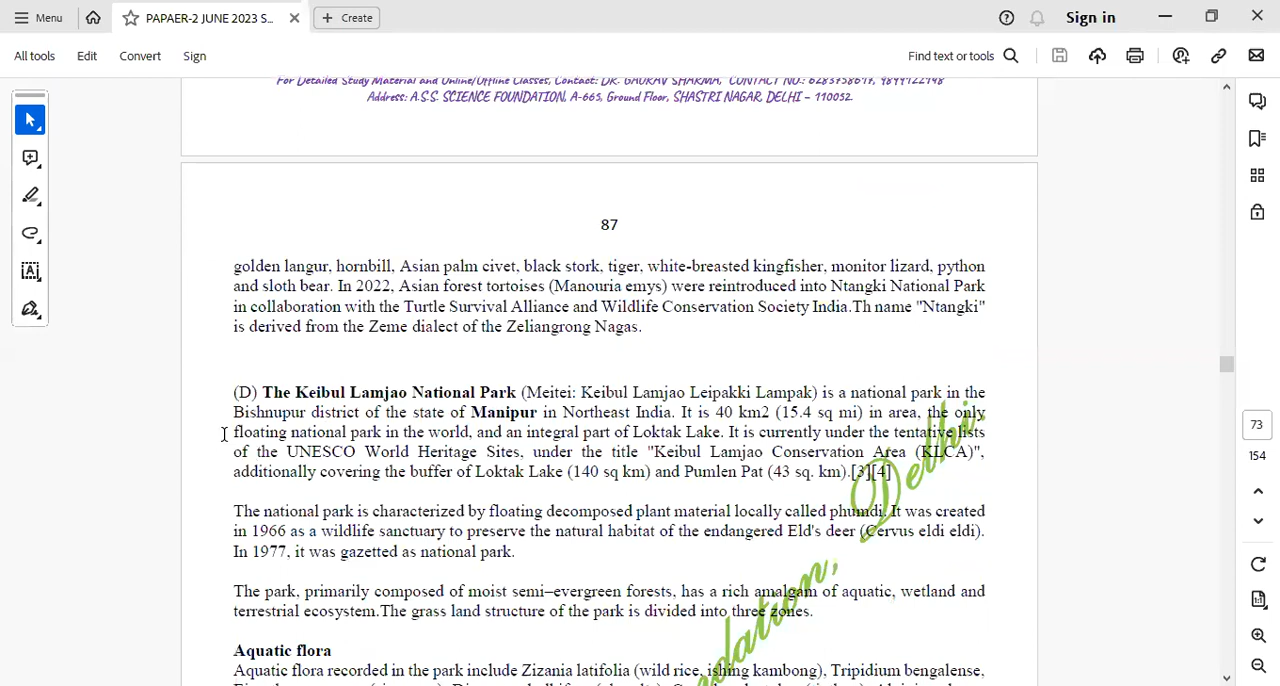 Menu
PAPAER-2 JUNE 2023 S...
Create
Sign in
All tools
Edit
Convert
Sign
Find text or tools
For Detailed Study Material and Online/Offline Classes, Contact: DR. GAURAV SHARMA, CONTACT NO.: 6283758617, 9899122148
Address: A.S.S. SCIENCE FOUNDATION, A-665, Ground Floor, SHASTRI NAGAR, DELHI – 110052.
87
golden langur, hornbill, Asian palm civet, black stork, tiger, white-breasted kingfisher, monitor lizard, python
and sloth bear. In 2022, Asian forest tortoises (Manouria emys) were reintroduced into Ntangki National Park
in collaboration with the Turtle Survival Alliance and Wildlife Conservation Society India.Th name "Ntangki"
is derived from the Zeme dialect of the Zeliangrong Nagas.
(D) The Keibul Lamjao National Park (Meitei: Keibul Lamjao Leipakki Lampak) is a national park in the
Bishnupur district of the state of Manipur in Northeast India. It is 40 km2 (15.4 sq mi) in area, the only
floating national park in the world, and an integral part of Loktak Lake. It is currently under the tentative lists
of the UNESCO World Heritage Sites, under the title "Keibul Lamjao Conservation Area (KLCA)",
additionally covering the buffer of Loktak Lake (140 sq km) and Pumlen Pat (43 sq. km).[3][4]
The national park is characterized by floating decomposed plant material locally called phumdi. It was created
in 1966 as a wildlife sanctuary to preserve the natural habitat of the endangered Eld's deer (Cervus eldi eldi).
In 1977, it was gazetted as national park.
The park, primarily composed of moist semi–evergreen forests, has a rich amalgam of aquatic, wetland and
terrestrial ecosystem.The grass land structure of the park is divided into three zones.
Aquatic flora
Aquatic flora recorded in the park include Zizania latifolia (wild rice, ishing kambong), Tripidium bengalense,
dation, Delhi.
73
154